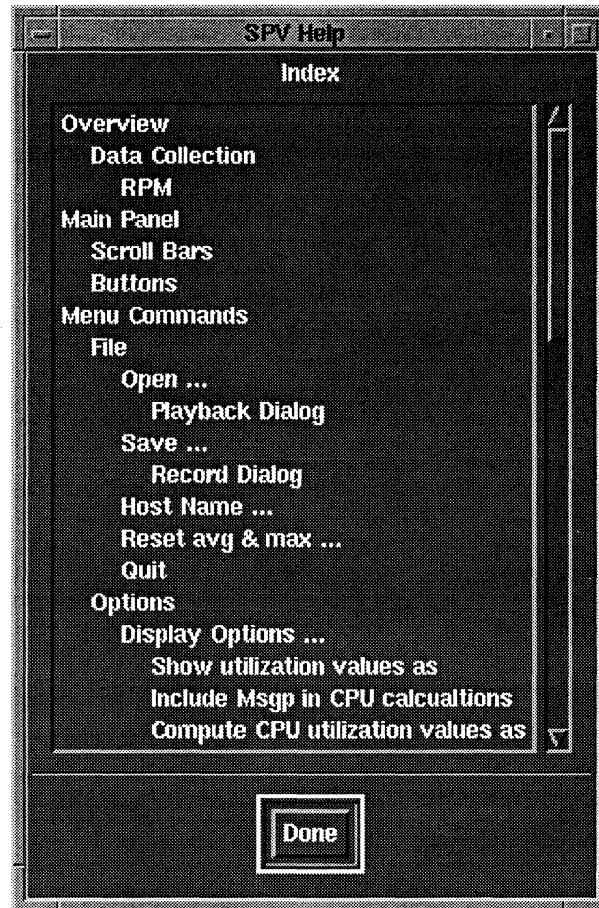 SPV Help
Index
Overview
Data Collection
RPM
Main Panel
Scroll Bars
Buttons
Menu Commands
File
Open ...
Playback Dialog
Save ...
Record Dialog
Host Name ...
Reset avg & max ...
Quit
Options
Display Options ...
Show utilization values as
Include Msgp in CPU calcualtions
Compute CPU utilization values as
Done